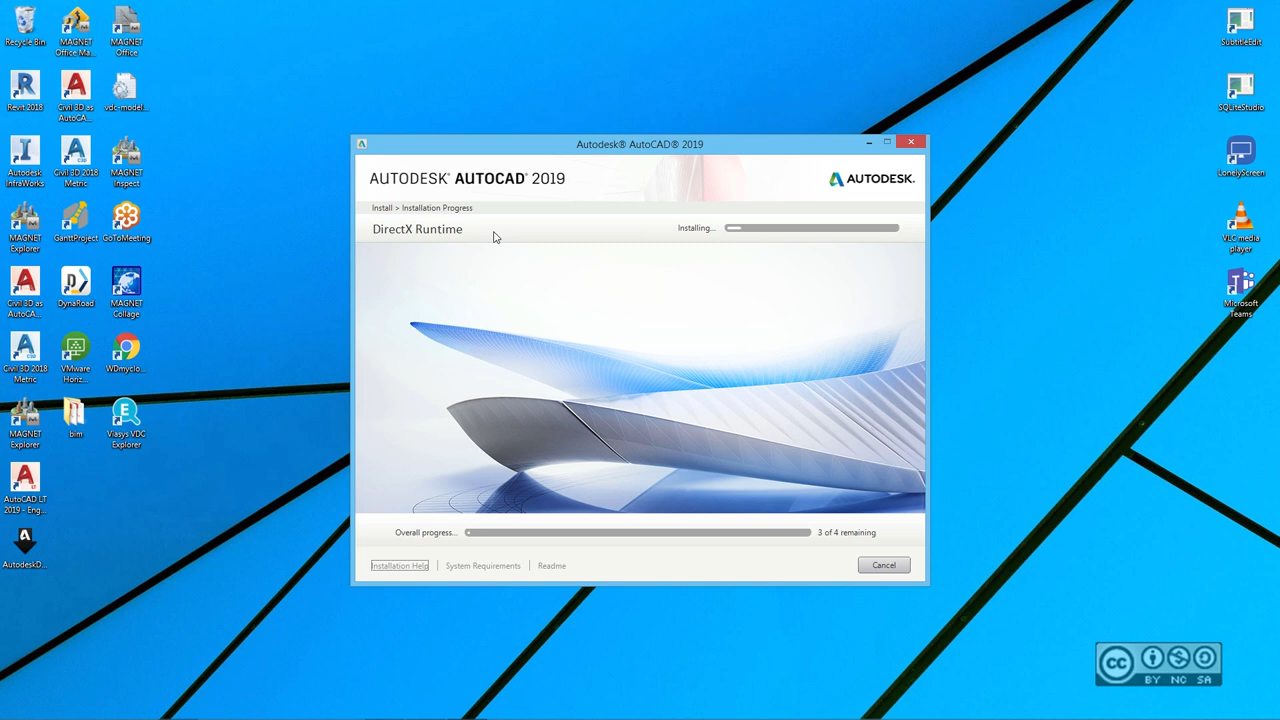 Recycle Bin
MAGNET
Office Ma...
MAGNET
Office
Revit 2018
Civil 3D as
AutoCA...
vdc-model...
Autodesk
InfraWorks
Civil 3D 2018
Metric
MAGNET
Inspect
MAGNET
Explorer
GanttProject
GoToMeeting
Civil 3D as
AutoCA...
DynaRoad
MAGNET
Collage
Civil 3D 2018
Metric
VMware
Horiz...
WDmyclo...
MAGNET
Explorer
bim
Viasys VDC
Explorer
AutoCAD LT
2019 - Eng...
AutodeskD...
Autodesk® AutoCAD® 2019
AUTODESK® AUTOCAD® 2019
AUTODESK.
Install > Installation Progress
DirectX Runtime
Installing...
Overall progress...
3 of 4 remaining
Installation Help
System Requirements
Readme
Cancel
SubtitleEdit
SQLiteStudio
LonelyScreen
VLC media
player
Microsoft
Teams
cc
BY NC SA